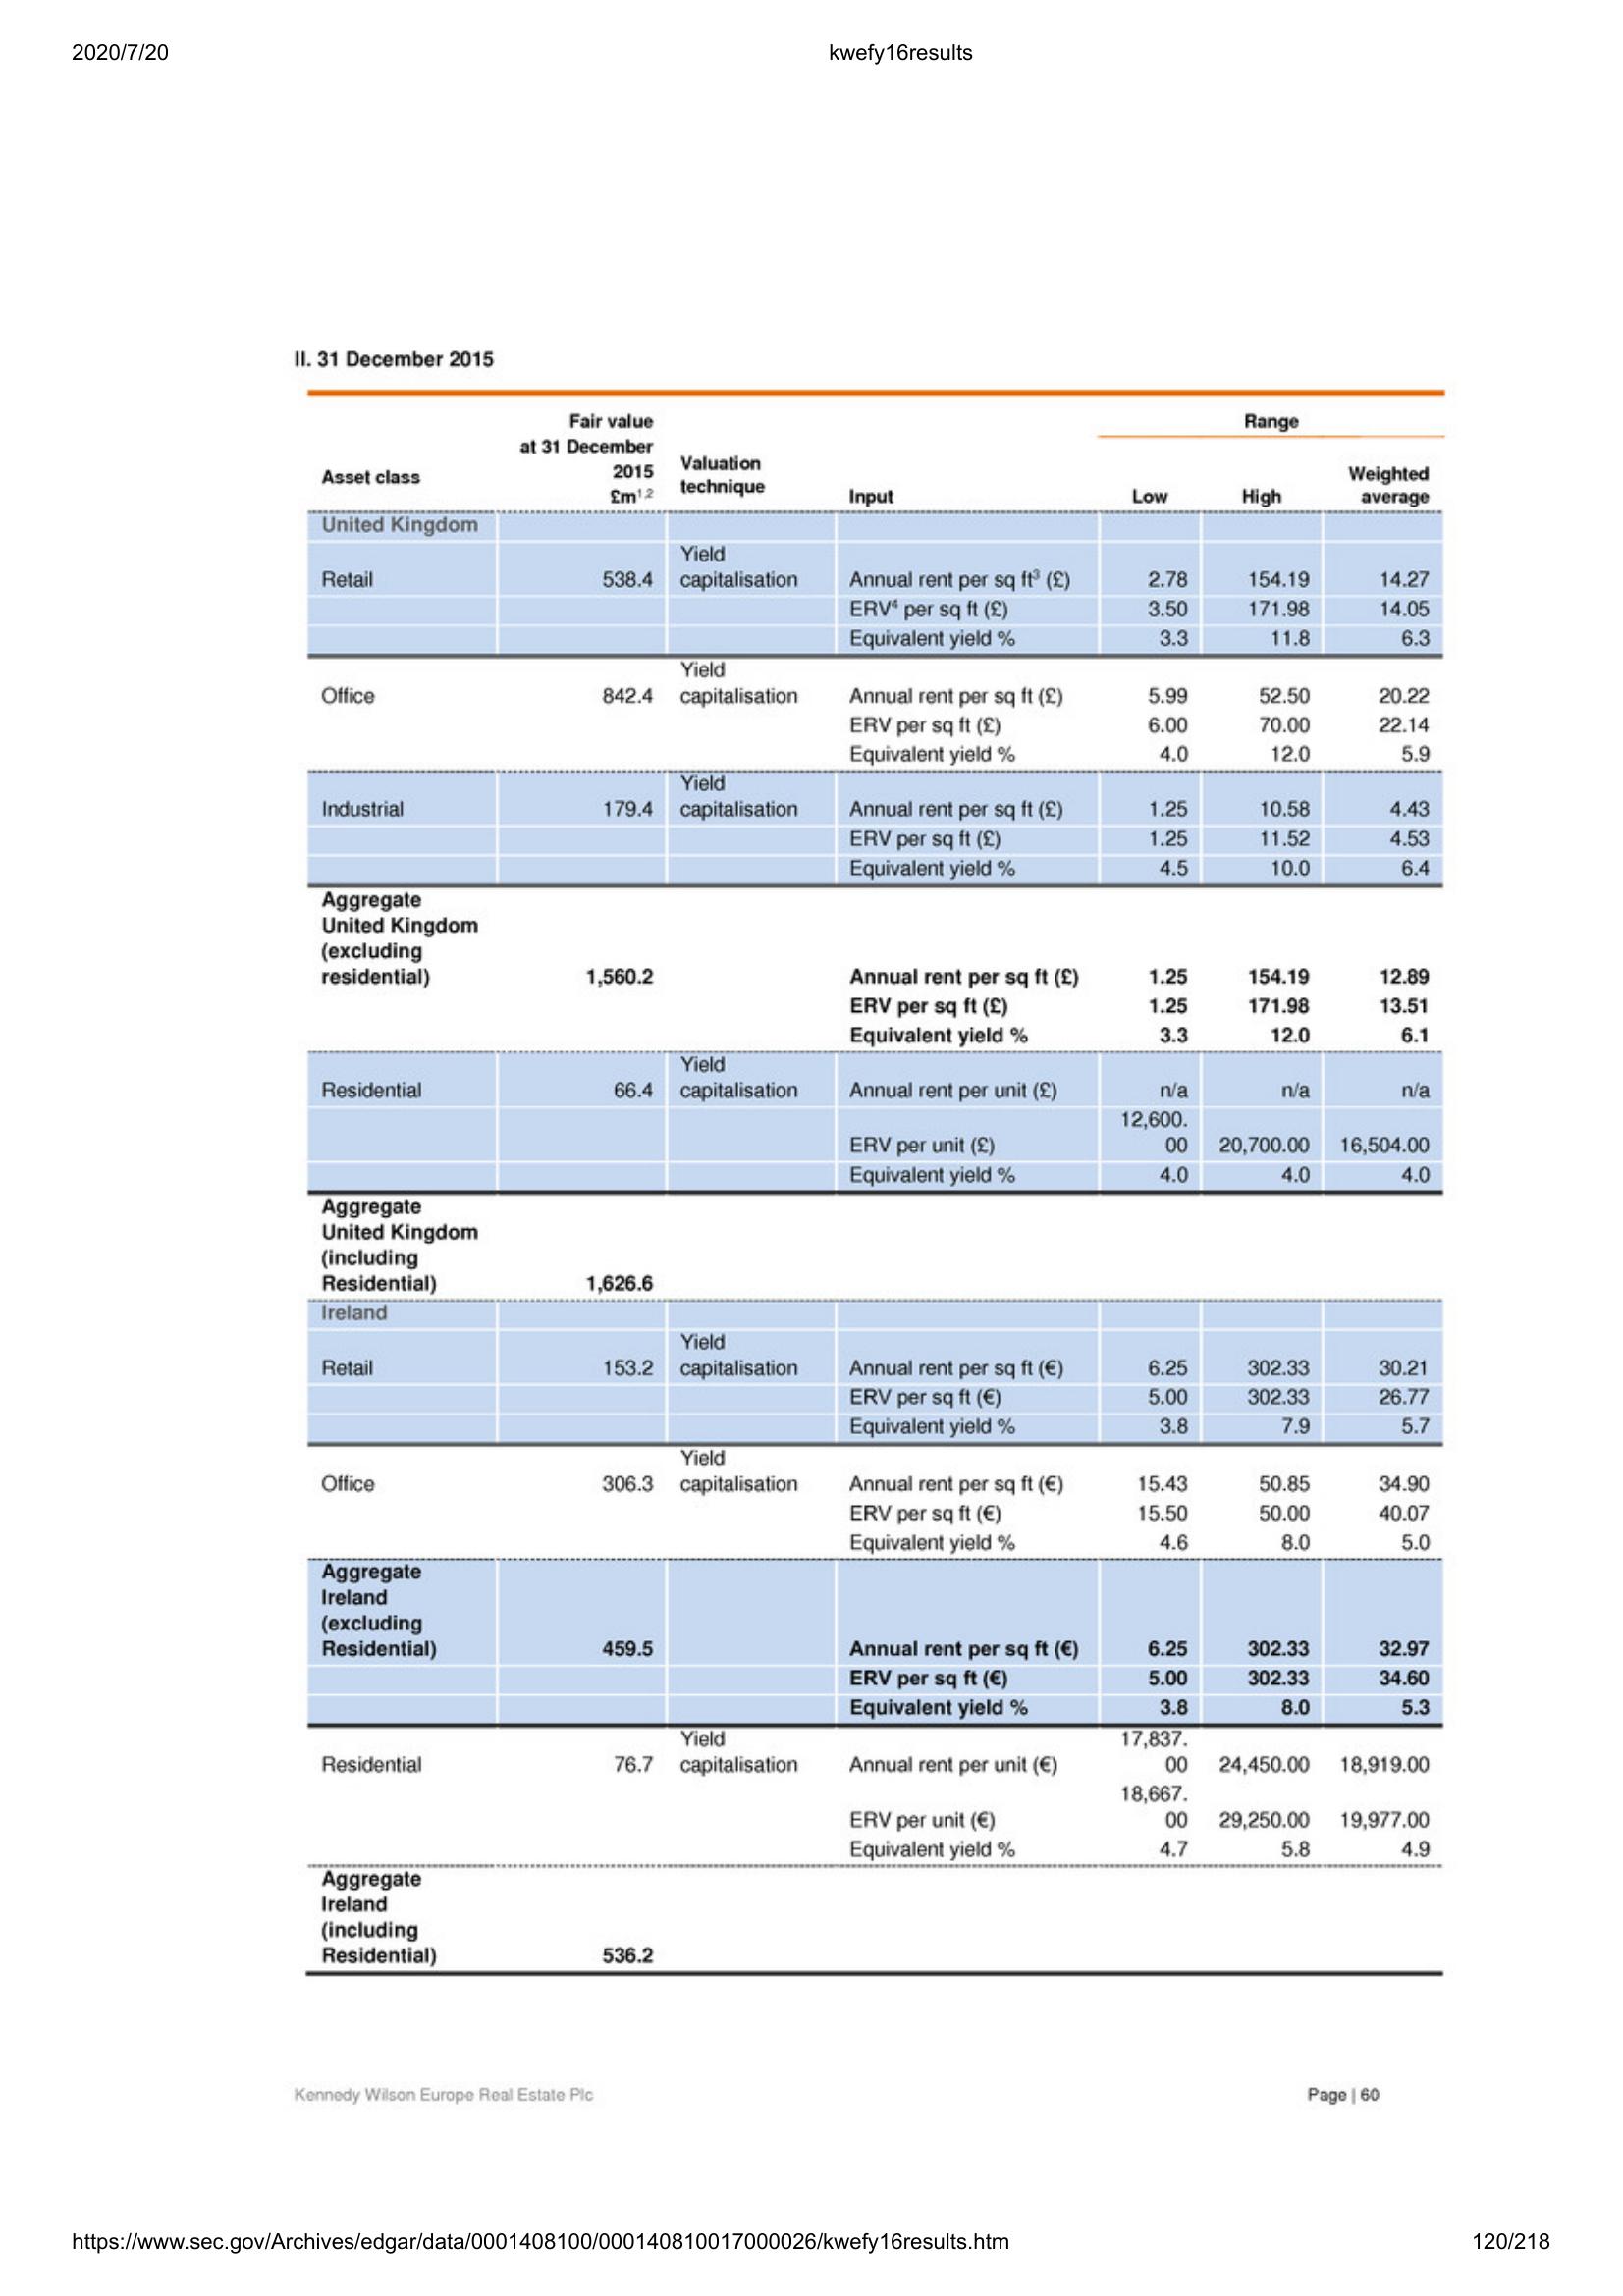 2020/7/20 kwefy16results
II. 31 December 2015
Fair value Range
at 31 December
Asset class 2015 Valuation Weighted
£m1,2 technique Input Low High average
United Kingdom
Yield
Retail 538.4 capitalisation Annual rent per sq ft3 (£) 2.78 154.19 14.27
ERV4 per sq ft (£) 3.50 171.98 14.05
Equivalent yield % 3.3 11.8 6.3
Yield
Office 842.4 capitalisation Annual rent per sq ft (£) 5.99 52.50 20.22
ERV per sq ft (£) 6.00 70.00 22.14
Equivalent yield % 4.0 12.0 5.9
Yield
Industrial 179.4 capitalisation Annual rent per sq ft (£) 1.25 10.58 4.43
ERV per sq ft (£) 1.25 11.52 4.53
Equivalent yield % 4.5 10.0 6.4
Aggregate
United Kingdom
(excluding
residential) 1,560.2 Annual rent per sq ft (£) 1.25 154.19 12.89
ERV per sq ft (£) 1.25 171.98 13.51
Equivalent yield % 3.3 12.0 6.1
Yield
Residential 66.4 capitalisation Annual rent per unit (£) n/a n/a n/a
12,600.
ERV per unit (£) 00 20,700.00 16,504.00
Equivalent yield % 4.0 4.0 4.0
Aggregate
United Kingdom
(including
Residential) 1,626.6
Ireland
Yield
Retail 153.2 capitalisation Annual rent per sq ft (€) 6.25 302.33 30.21
ERV per sq ft (€) 5.00 302.33 26.77
Equivalent yield % 3.8 7.9 5.7
Yield
Office 306.3 capitalisation Annual rent per sq ft (€) 15.43 50.85 34.90
ERV per sq ft (€) 15.50 50.00 40.07
Equivalent yield % 4.6 8.0 5.0
Aggregate
Ireland
(excluding
Residential) 459.5 Annual rent per sq ft (€) 6.25 302.33 32.97
ERV per sq ft (€) 5.00 302.33 34.60
Equivalent yield % 3.8 8.0 5.3
Yield 17,837.
Residential 76.7 capitalisation Annual rent per unit (€) 00 24,450.00 18,919.00
18,667.
ERV per unit (€) 00 29,250.00 19,977.00
Equivalent yield % 4.7 5.8 4.9
Aggregate
Ireland
(including
Residential) 536.2
Kennedy Wilson Europe Real Estate Plc Page | 60
https://www.sec.gov/Archives/edgar/data/0001408100/000140810017000026/kwefy16results.htm 120/218